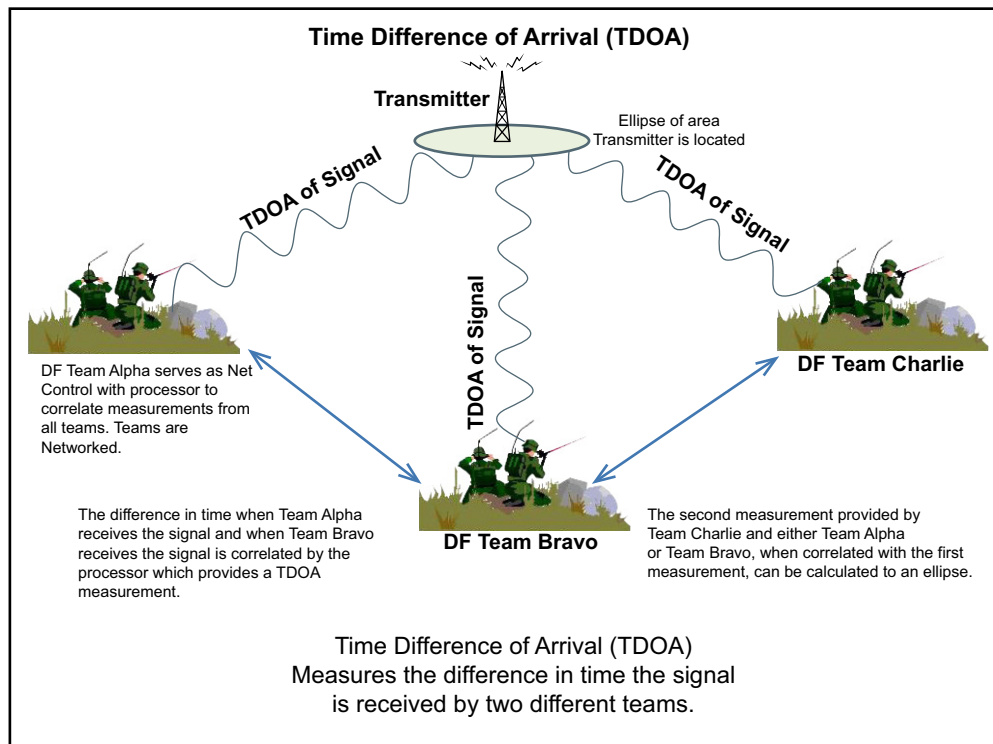 Time Difference of Arrival (TDOA)
Transmitter
Ellipse of area
Transmitter is located
TDOA of Signal
TDOA of Signal
TDOA of Signal
DF Team Alpha serves as Net
Control with processor to
correlate measurements from
all teams. Teams are
Networked.
DF Team Charlie
DF Team Bravo
The difference in time when Team Alpha
receives the signal and when Team Bravo
receives the signal is correlated by the
processor which provides a TDOA
measurement.
The second measurement provided by
Team Charlie and either Team Alpha
or Team Bravo, when correlated with the first
measurement, can be calculated to an ellipse.
Time Difference of Arrival (TDOA)
Measures the difference in time the signal
is received by two different teams.